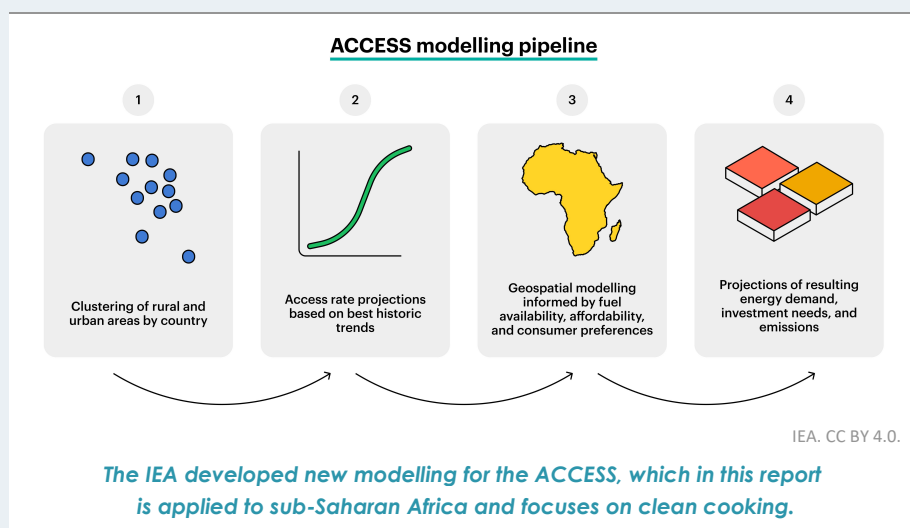 ACCESS modelling pipeline
1
2
3
4
Clustering of rural and
urban areas by country
Access rate projections
based on best historic
trends
Geospatial modelling
informed by fuel
availability, affordability,
and consumer preferences
Projections of resulting
energy demand,
investment needs, and
emissions
IEA. CC BY 4.0.
The IEA developed new modelling for the ACCESS, which in this report
is applied to sub-Saharan Africa and focuses on clean cooking.